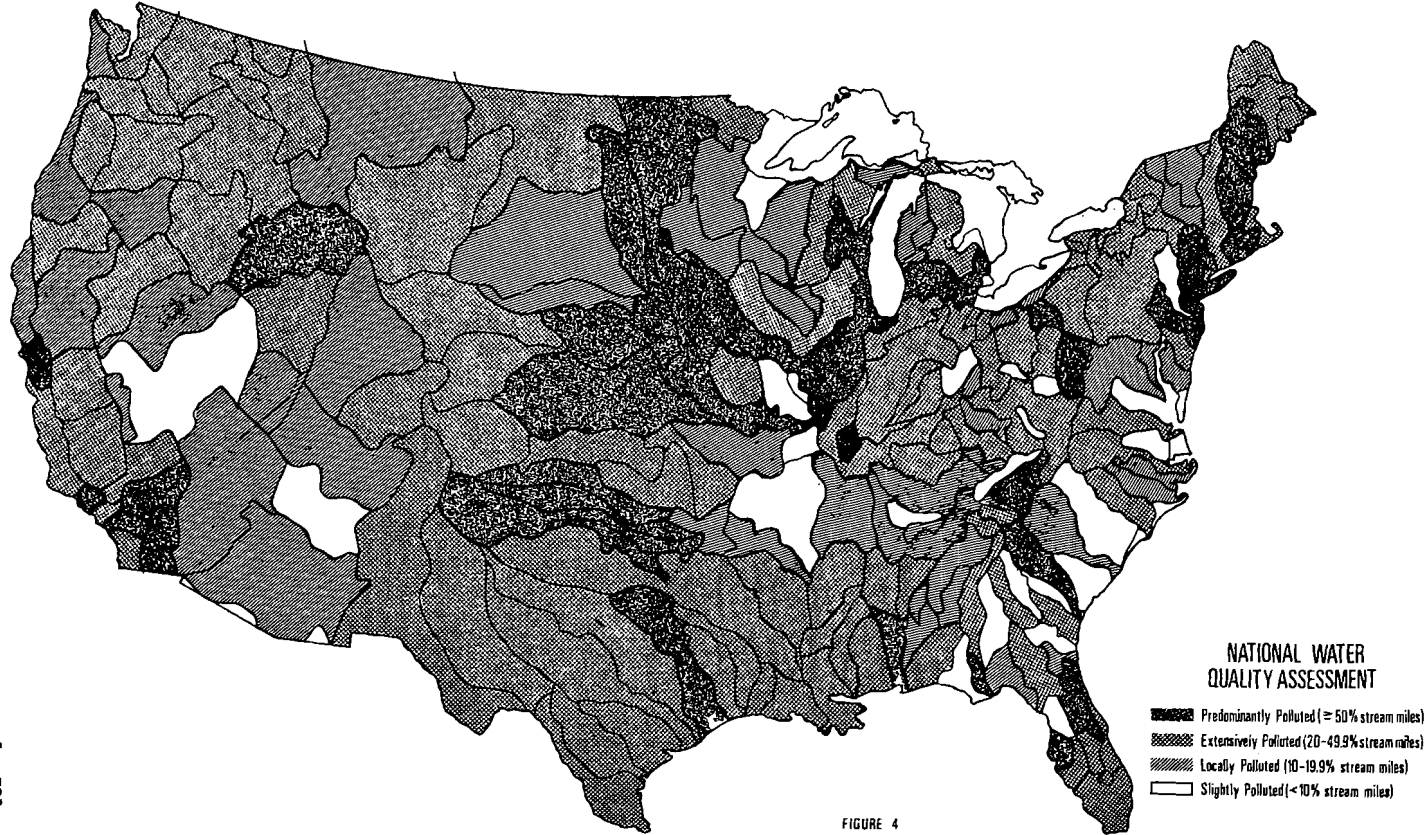 NATIONAL WATER
QUALITY ASSESSMENT
Predominantly Polluted (≥ 50% stream miles)
Extensively Polluted (20-49.9% stream miles)
Locally Polluted (10-19.9% stream miles)
Slightly Polluted (<10% stream miles)
FIGURE 4